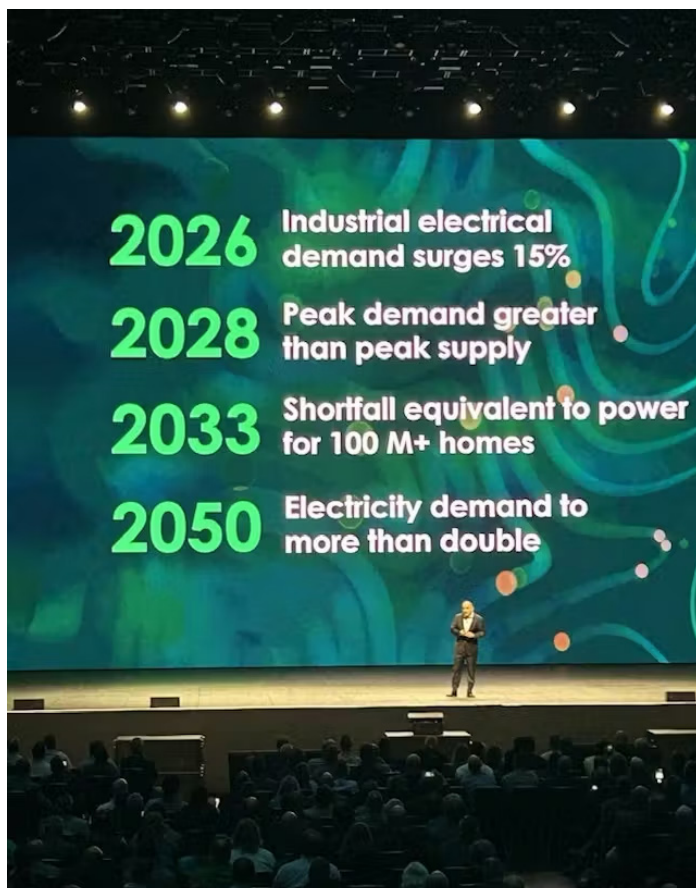 2026
Industrial electrical
demand surges 15%
2028
Peak demand greater
than peak supply
2033
Shortfall equivalent to power
for 100 M+ homes
2050
Electricity demand to
more than double